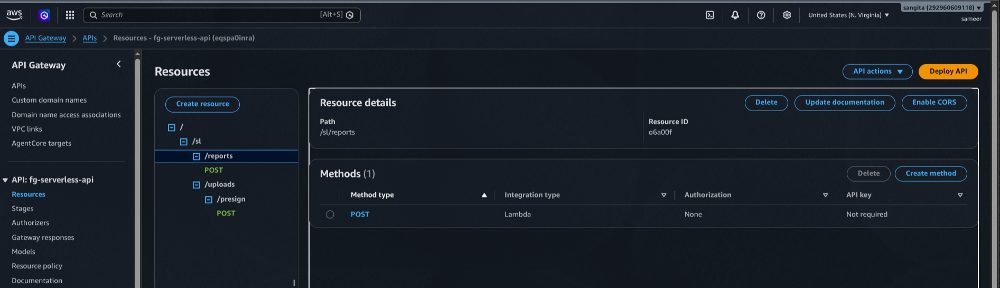 aws
Search
[Alt+S]
United States (N. Virginia)
sangita (292960609118)
sameer
API Gateway
APIs
Resources - fg-serverless-api (eqspa0inra)
API Gateway
APIs
Custom domain names
Domain name access associations
VPC links
AgentCore targets
API: fg-serverless-api
Resources
Stages
Authorizers
Gateway responses
Models
Resource policy
Documentation
Resources
API actions
Deploy API
Create resource
/
/sl
/reports
POST
/uploads
/presign
POST
Resource details
Delete
Update documentation
Enable CORS
Path
/sl/reports
Resource ID
o6a00f
Methods (1)
Delete
Create method
Method type
Integration type
Authorization
API key
POST
Lambda
None
Not required